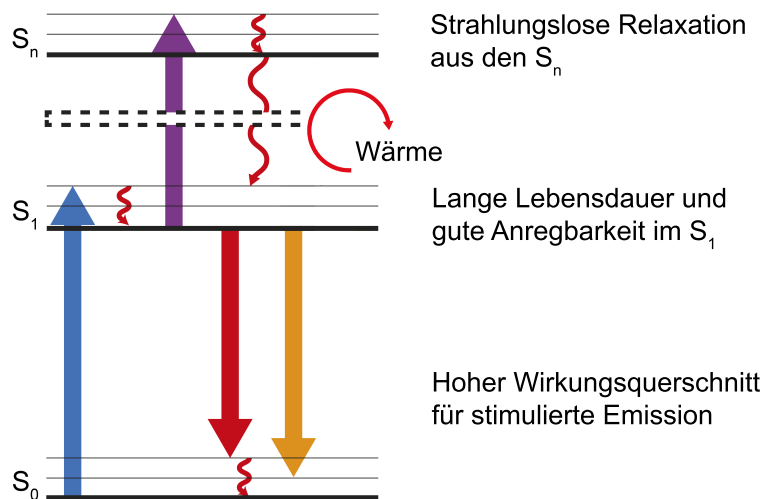 Sn
Strahlungslose Relaxation
aus den Sn
Wärme
S1
Lange Lebensdauer und
gute Anregbarkeit im S1
Hoher Wirkungsquerschnitt
für stimulierte Emission
S0